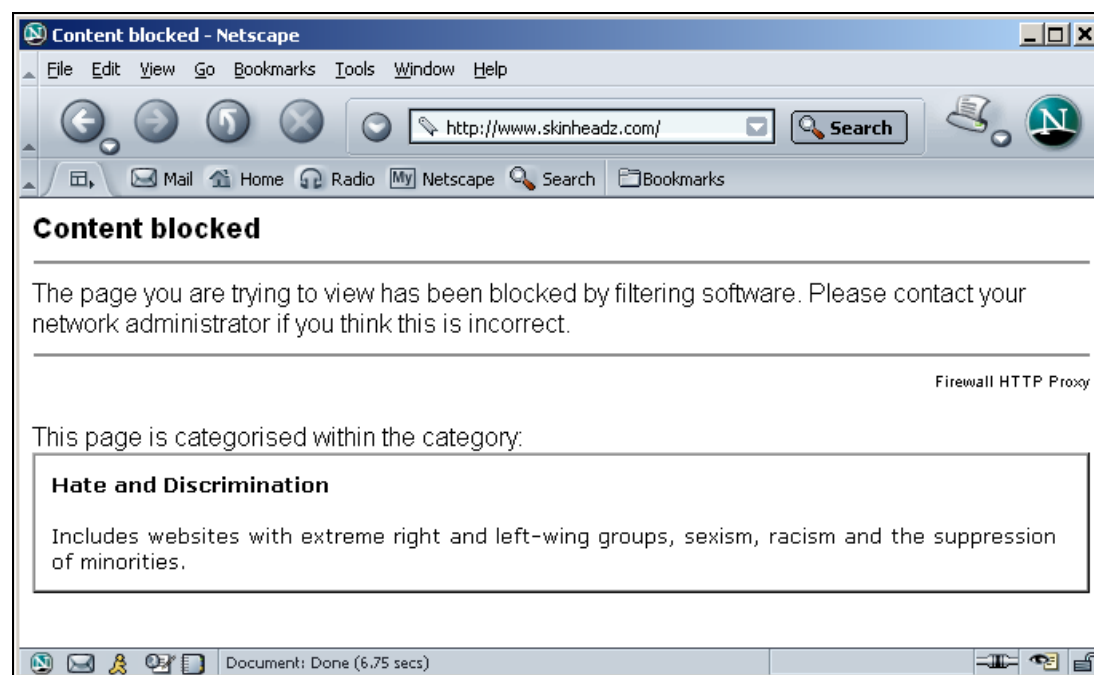 Content blocked - Netscape
File Edit View Go Bookmarks Tools Window Help
http://www.skinheadz.com/ Search N
Mail Home Radio My Netscape Search Bookmarks
Content blocked
The page you are trying to view has been blocked by filtering software. Please contact your
network administrator if you think this is incorrect.
Firewall HTTP Proxy
This page is categorised within the category:
Hate and Discrimination
Includes websites with extreme right and left-wing groups, sexism, racism and the suppression
of minorities.
Document: Done (6.75 secs)